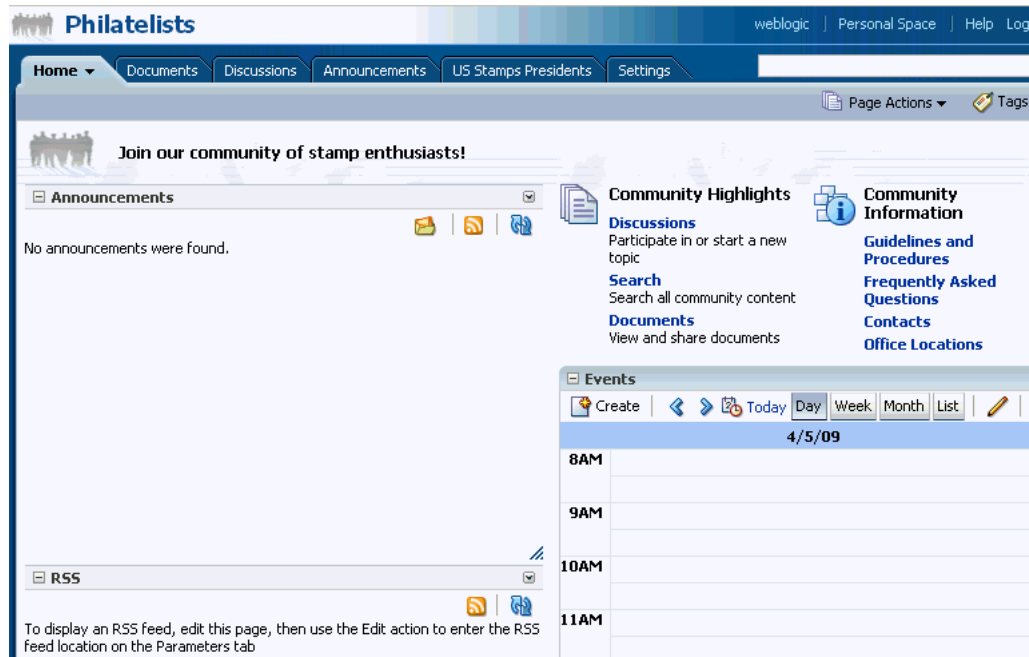 Philatelists
weblogic | Personal Space | Help Log
Home Documents Discussions Announcements US Stamps Presidents Settings
Page Actions Tags
Join our community of stamp enthusiasts!
Announcements
No announcements were found.
Community Highlights
Discussions
Participate in or start a new
topic
Search
Search all community content
Documents
View and share documents
Community
Information
Guidelines and
Procedures
Frequently Asked
Questions
Contacts
Office Locations
Events
Create Today Day Week Month List
4/5/09
8AM
9AM
10AM
11AM
RSS
To display an RSS feed, edit this page, then use the Edit action to enter the RSS
feed location on the Parameters tab